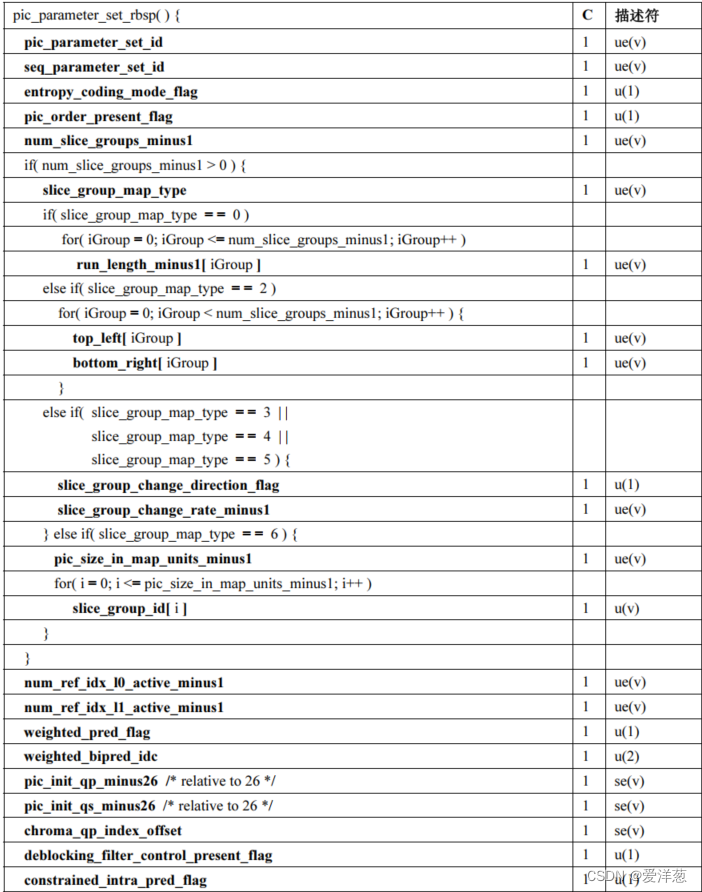 pic_parameter_set_rbsp( ) { C 描述符
pic_parameter_set_id 1 ue(v)
seq_parameter_set_id 1 ue(v)
entropy_coding_mode_flag 1 u(1)
pic_order_present_flag 1 u(1)
num_slice_groups_minus1 1 ue(v)
if( num_slice_groups_minus1 > 0 ) {
slice_group_map_type 1 ue(v)
if( slice_group_map_type == 0 )
for( iGroup = 0; iGroup <= num_slice_groups_minus1; iGroup++ )
run_length_minus1[ iGroup ] 1 ue(v)
else if( slice_group_map_type == 2 )
for( iGroup = 0; iGroup < num_slice_groups_minus1; iGroup++ ) {
top_left[ iGroup ] 1 ue(v)
bottom_right[ iGroup ] 1 ue(v)
}
else if( slice_group_map_type == 3 ||
slice_group_map_type == 4 ||
slice_group_map_type == 5 ) {
slice_group_change_direction_flag 1 u(1)
slice_group_change_rate_minus1 1 ue(v)
} else if( slice_group_map_type == 6 ) {
pic_size_in_map_units_minus1 1 ue(v)
for( i = 0; i <= pic_size_in_map_units_minus1; i++ )
slice_group_id[ i ] 1 u(v)
}
}
num_ref_idx_l0_active_minus1 1 ue(v)
num_ref_idx_l1_active_minus1 1 ue(v)
weighted_pred_flag 1 u(1)
weighted_bipred_idc 1 u(2)
pic_init_qp_minus26 /* relative to 26 */ 1 se(v)
pic_init_qs_minus26 /* relative to 26 */ 1 se(v)
chroma_qp_index_offset 1 se(v)
deblocking_filter_control_present_flag 1 u(1)
constrained_intra_pred_flag 1 u(1)
CSDN @爱洋葱